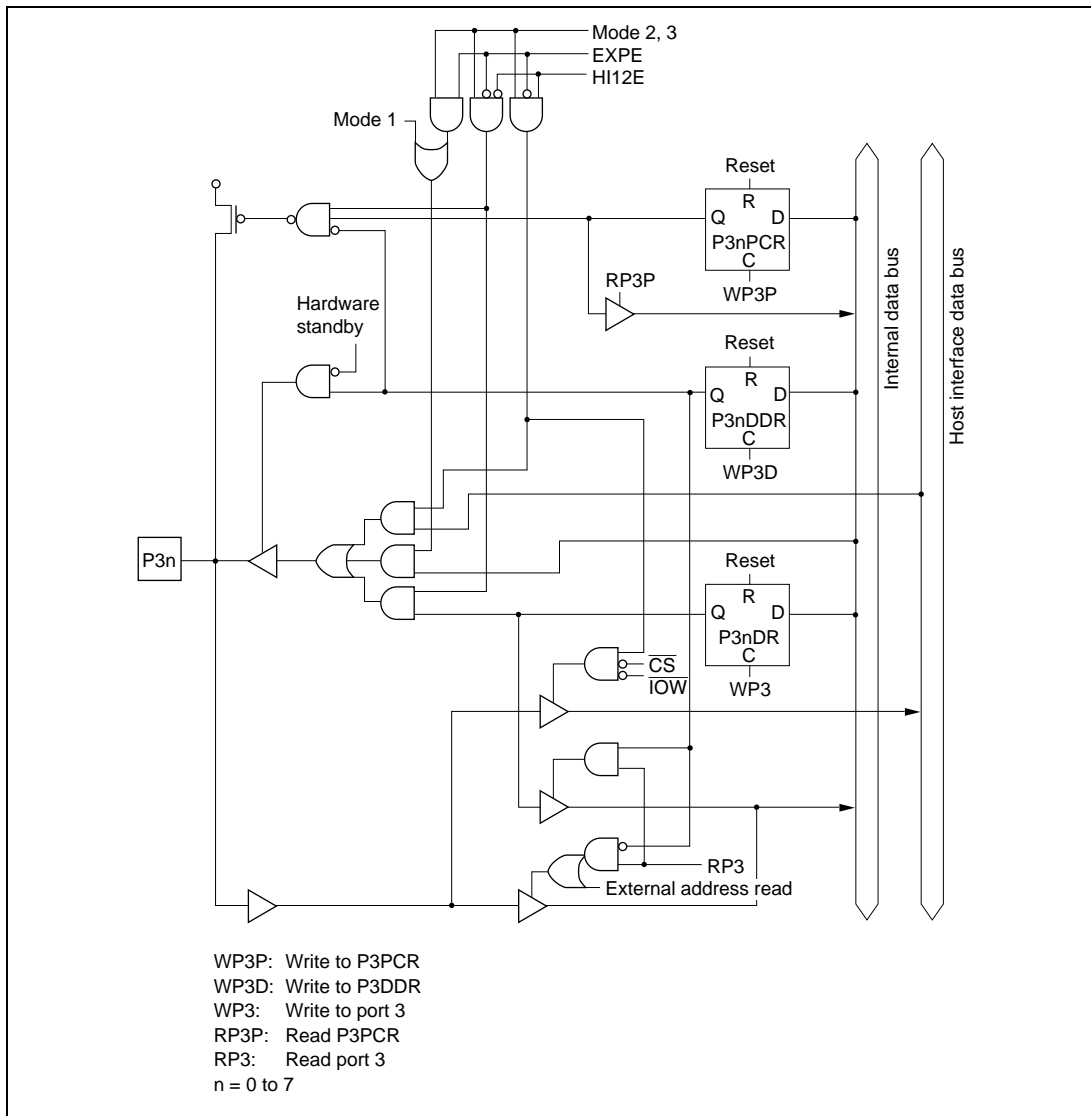 Mode 2, 3
EXPE
HI12E
Mode 1
Reset
R
Q D
P3nPCR
C
WP3P
RP3P
Hardware
standby
Reset
R
Q D
P3nDDR
C
WP3D
Internal data bus
Host interface data bus
P3n
Reset
R
Q D
P3nDR
C
WP3
CS
IOW
RP3
External address read
WP3P: Write to P3PCR
WP3D: Write to P3DDR
WP3: Write to port 3
RP3P: Read P3PCR
RP3: Read port 3
n = 0 to 7